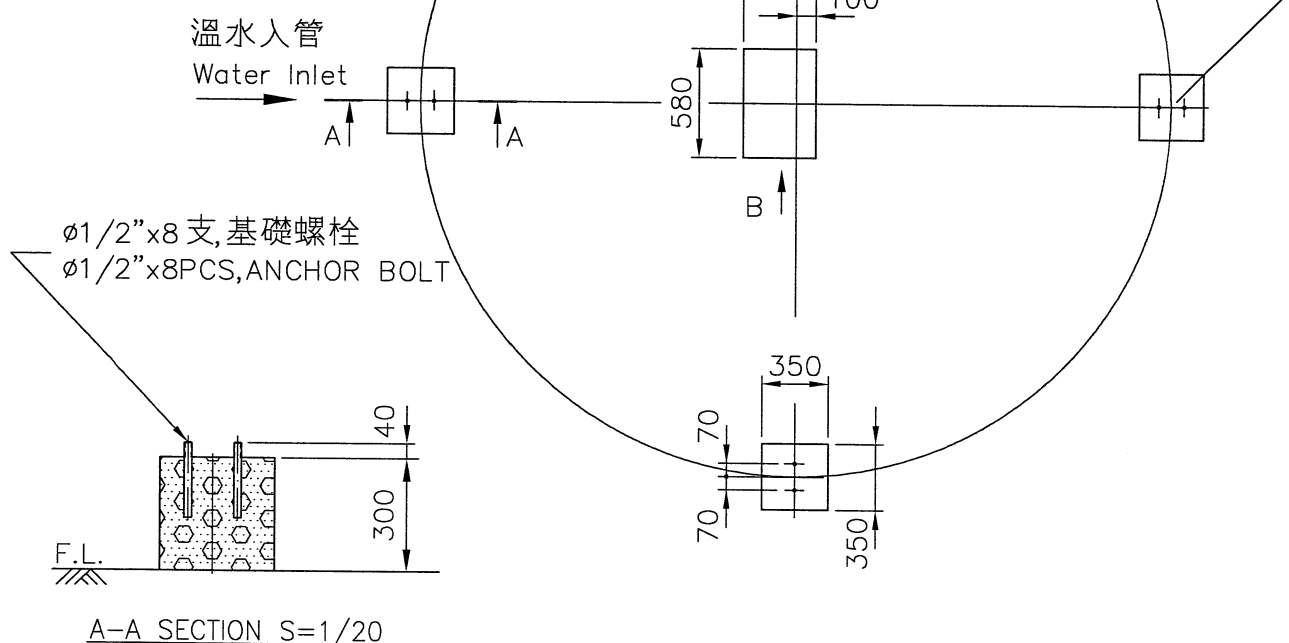 100
溫水入管
Water Inlet
580
A A
B
ø1/2"x8支,基礎螺栓
ø1/2"x8PCS,ANCHOR BOLT
350
40
70
300
70
350
F.L.
A-A SECTION S=1/20